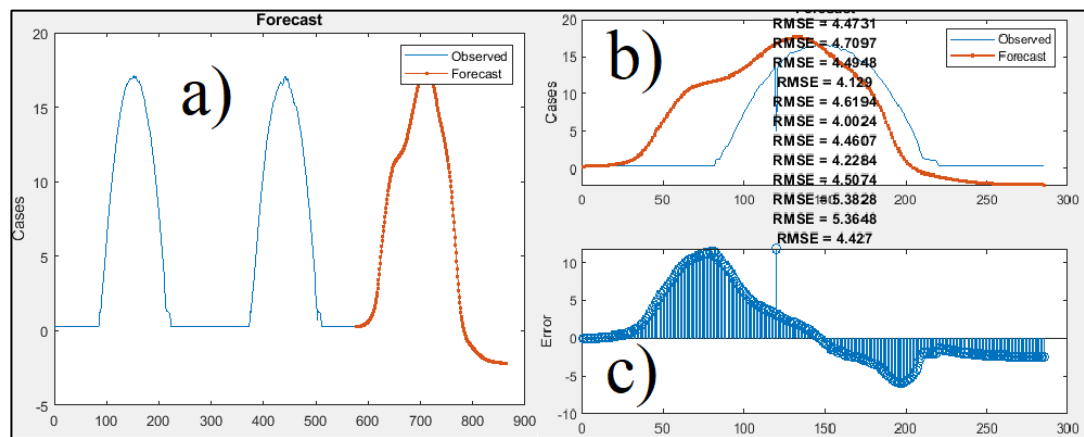 Forecast
20
15
10
5
0
-5
Cases
Observed
Forecast
a)
0 100 200 300 400 500 600 700 800 900
RMSE = 4.4731
RMSE = 4.7097
RMSE = 4.4948
RMSE = 4.129
RMSE = 4.6194
RMSE = 4.0024
RMSE = 4.4607
RMSE = 4.2284
RMSE = 4.5074
RMSE = 5.3828
RMSE = 5.3648
RMSE = 4.427
20
15
10
5
0
Cases
Observed
Forecast
b)
0 50 100 200 250 300
10
5
0
-5
-10
Error
c)
0 50 100 150 200 250 300